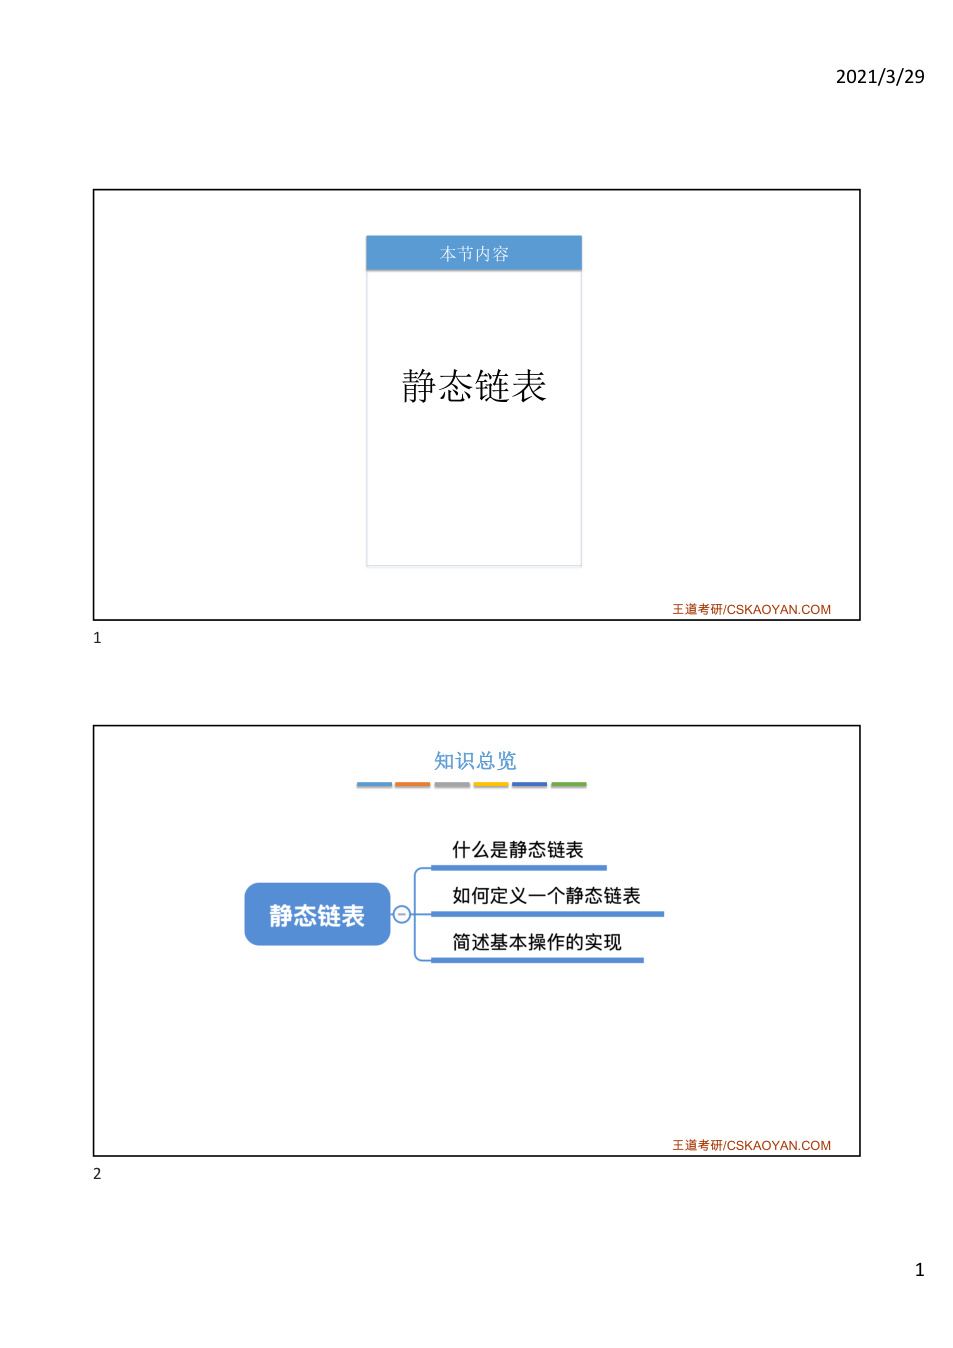 2021/3/29
本节内容
静态链表
王道考研/CSKAOYAN.COM
1
知识总览
什么是静态链表
静态链表
如何定义一个静态链表
简述基本操作的实现
王道考研/CSKAOYAN.COM
2
1